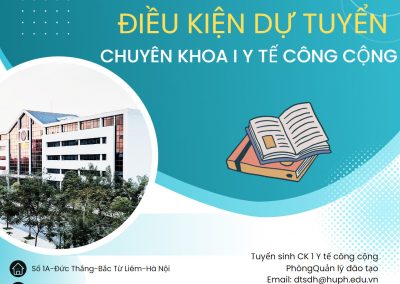 ĐIỀU KIỆN DỰ TUYỂN
CHUYÊN KHOA I Y TẾ CÔNG CỘNG
Số 1A-Đức Thắng-Bắc Từ Liêm-Hà Nội
Tuyển sinh CK 1 Y tế công cộng
PhòngQuản lý đào tạo
Email: dtsdh@huph.edu.vn